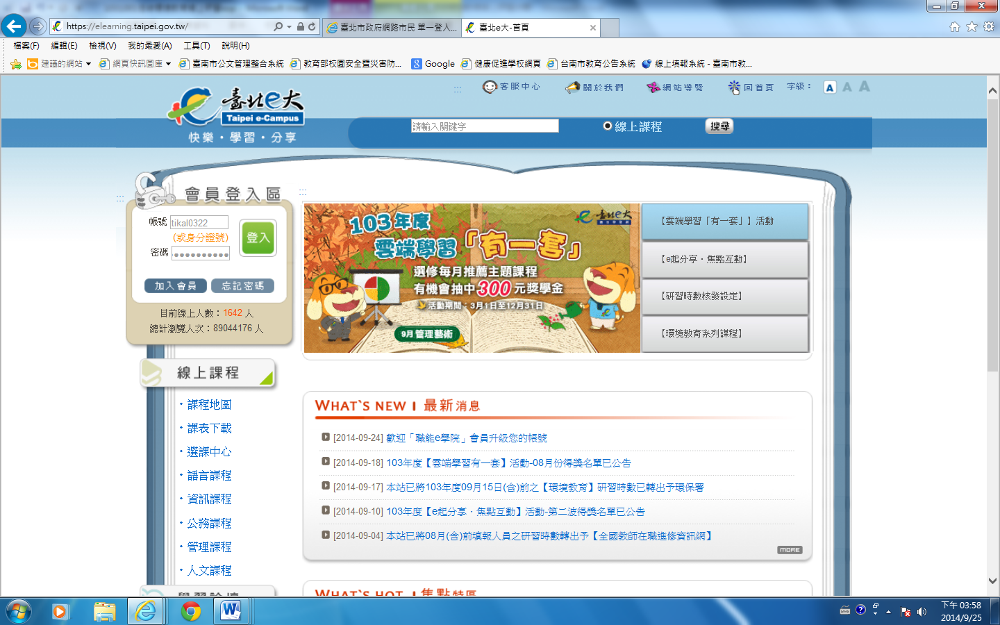 https://elearning.taipei.gov.tw/
臺北市政府網路市民 單一登入...
臺北e大-首頁
檔案(F) 編輯(E) 檢視(V) 我的最愛(A) 工具(T) 說明(H)
建議的網站 網頁快訊圖庫 臺南市公文管理整合系統 教育部校園安全暨災害防... Google 健康促進學校網頁 台南市教育公告系統 線上填報系統 - 臺南市教...
臺北e大
Taipei e-Campus
快樂・學習・分享
::: 客服中心 關於我們 網站導覽 回首頁 字級： A A A
請輸入關鍵字 線上課程 搜尋
:::
會員登入區
帳號 tikal0322
(或身分證號)
密碼
登入
加入會員 忘記密碼
目前線上人數：1642 人
總計瀏覽人次：89044176 人
線上課程
・課程地圖
・課表下載
・選課中心
・語言課程
・資訊課程
・公務課程
・管理課程
・人文課程
學習論壇
:::
臺北e大
103年度
雲端學習「有一套」
選修每月推薦主題課程
有機會抽中300元獎學金
活動期間：3月1日至12月31日
9月管理藝術
【雲端學習「有一套」】活動
【e起分享・焦點互動】
【研習時數核發設定】
【環境教育系列課程】
WHAT`S NEW | 最新消息
[2014-09-24] 歡迎「職能e學院」會員升級您的帳號
[2014-09-18] 103年度【雲端學習有一套】活動-08月份得獎名單已公告
[2014-09-17] 本站已將103年度09月15日(含)前之【環境教育】研習時數已轉出予環保署
[2014-09-10] 103年度【e起分享・焦點互動】活動-第二波得獎名單已公告
[2014-09-04] 本站已將08月(含)前填報人員之研習時數轉出予【全國教師在職進修資訊網】
MORE
WHAT`S HOT | 焦點特區
下午 03:58
2014/9/25